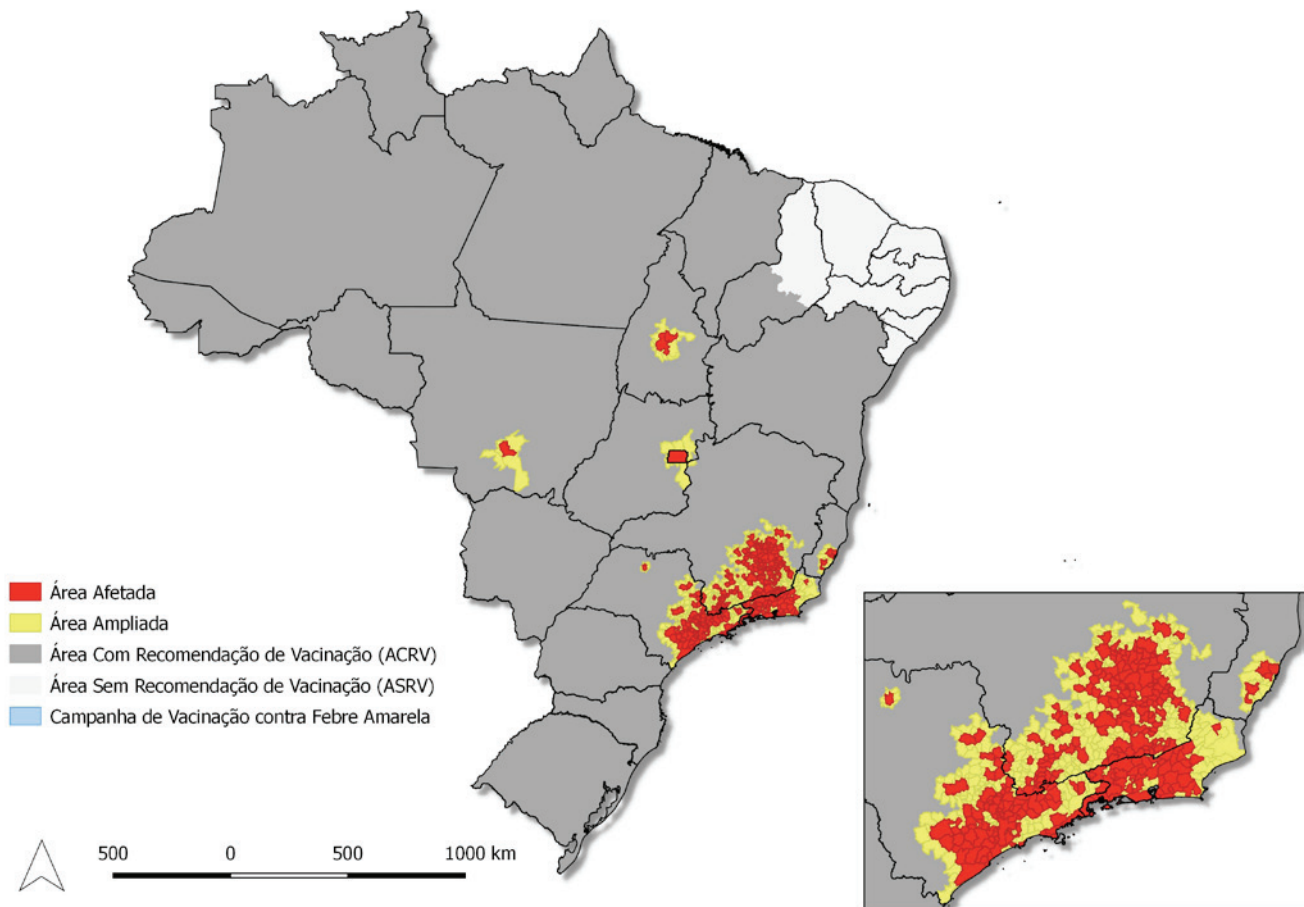 Área Afetada
Área Ampliada
Área Com Recomendação de Vacinação (ACRV)
Área Sem Recomendação de Vacinação (ASRV)
Campanha de Vacinação contra Febre Amarela
500 0 500 1000 km